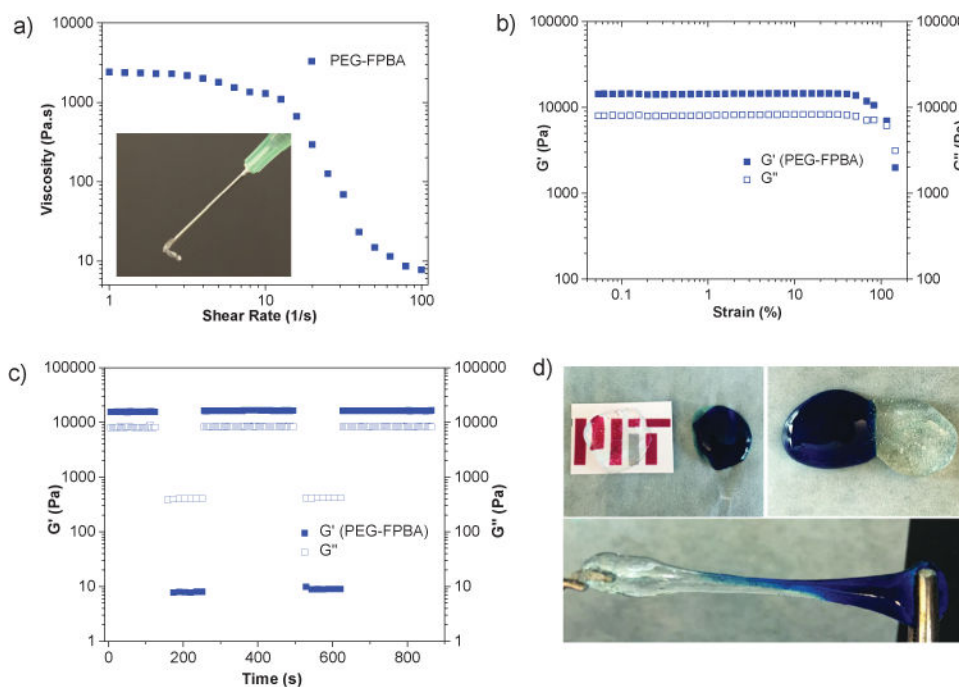 a)
10000
1000
100
10
Viscosity (Pa.s)
PEG-FPBA
1
10
100
Shear Rate (1/s)
b)
100000
10000
1000
100
G' (Pa)
G' (PEG-FPBA)
G''
100000
10000
1000
100
G'' (Pa)
0.1
1
10
100
Strain (%)
c)
100000
10000
1000
100
10
1
G' (Pa)
G' (PEG-FPBA)
G''
100000
10000
1000
100
10
1
G'' (Pa)
0
200
400
600
800
Time (s)
d)
MIT